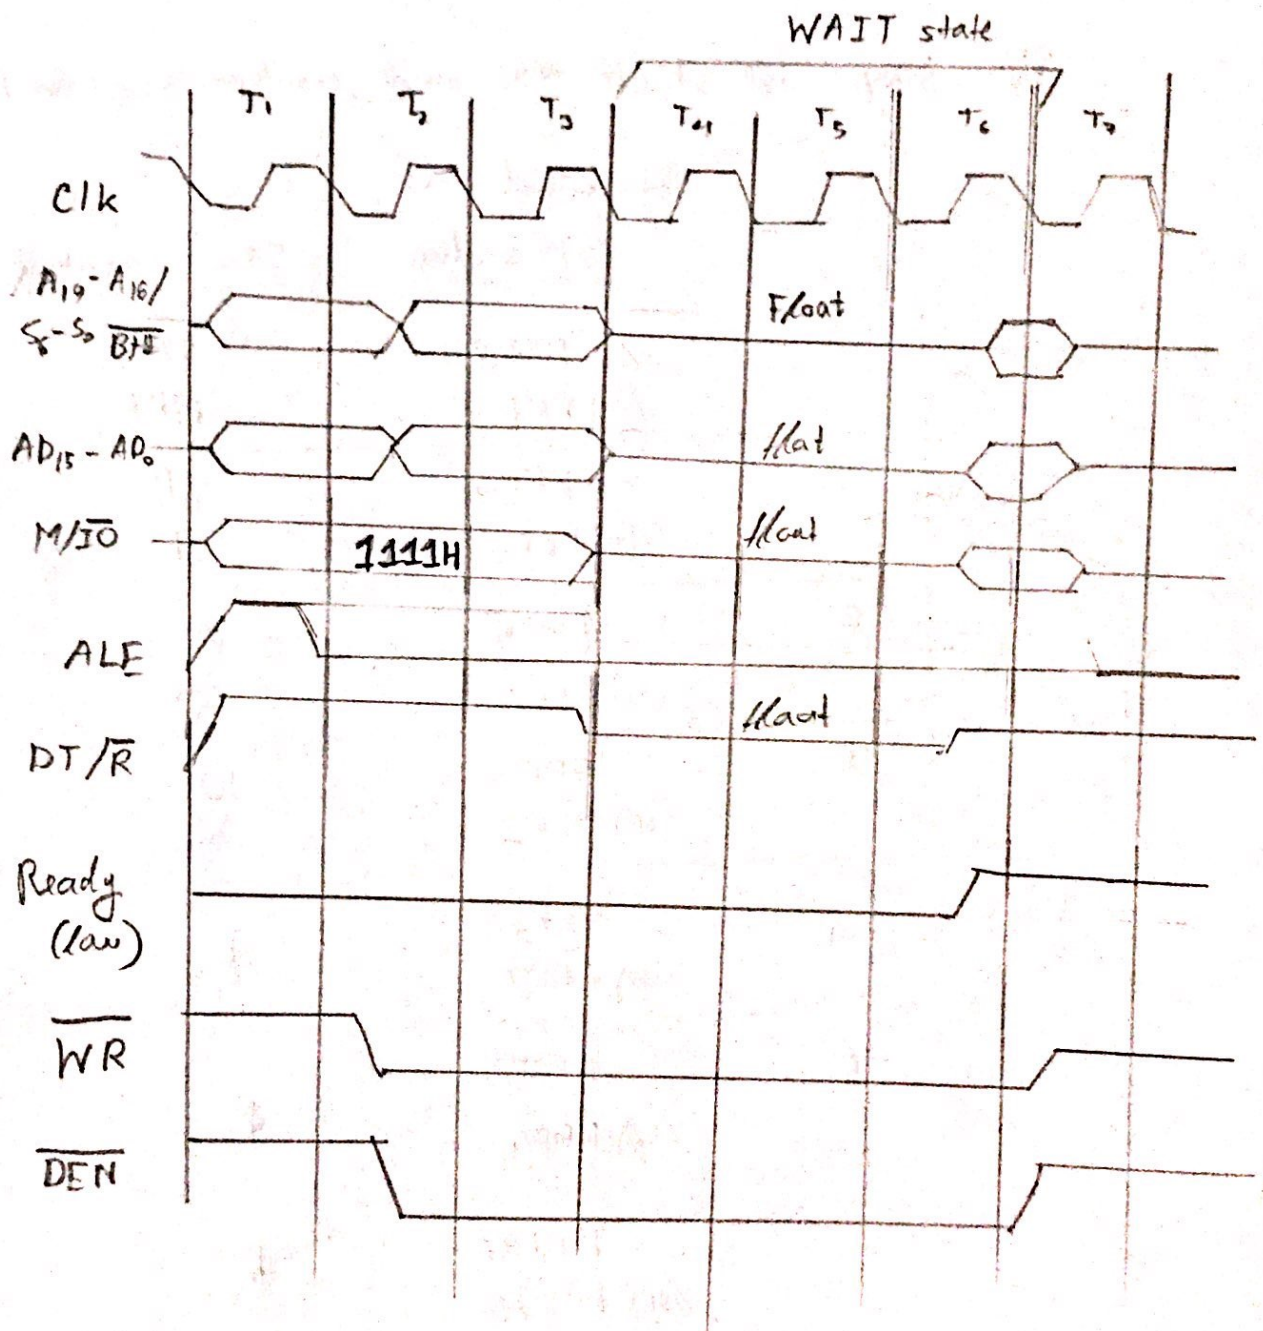 WAIT state
T1 T2 T3 T4 T5 T6 T7
Clk
A19-A16/
S6-S3 BHE
Float
AD15 - AD0
float
M/IO
1111H
float
ALE
DT/R
float
Ready
(low)
WR
DEN